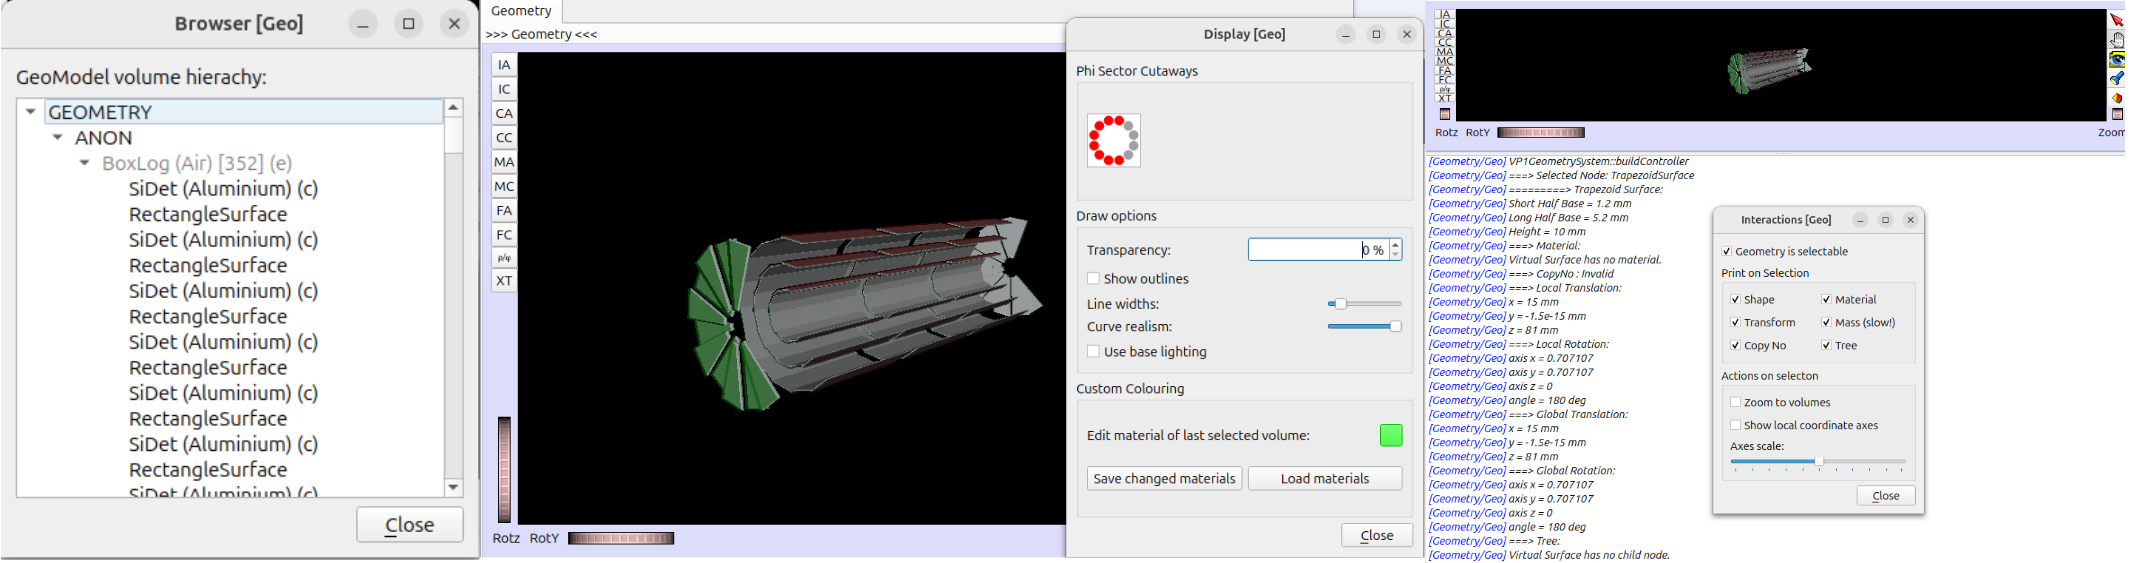 Browser [Geo]
GeoModel volume hierachy:
GEOMETRY
ANON
BoxLog (Air) [352] (e)
SiDet (Aluminium) (c)
RectangleSurface
SiDet (Aluminium) (c)
RectangleSurface
SiDet (Aluminium) (c)
RectangleSurface
SiDet (Aluminium) (c)
RectangleSurface
SiDet (Aluminium) (c)
RectangleSurface
SiDet (Aluminium) (c)
RectangleSurface
SiDet (Aluminium) (c)
Close
Geometry
>>> Geometry <<<
IA
IC
CA
CC
MA
MC
FA
FC
ρ/φ
XT
Rotz RotY
Display [Geo]
Phi Sector Cutaways
Draw options
Transparency: 0 %
Show outlines
Line widths:
Curve realism:
Use base lighting
Custom Colouring
Edit material of last selected volume:
Save changed materials Load materials
Close
IA
IC
CA
CC
MA
MC
FA
FC
ρ/φ
XT
Rotz RotY Zoom
[Geometry/Geo] VP1GeometrySystem::buildController
[Geometry/Geo] ===> Selected Node: TrapezoidSurface
[Geometry/Geo] =========> Trapezoid Surface:
[Geometry/Geo] Short Half Base = 1.2 mm
[Geometry/Geo] Long Half Base = 5.2 mm
[Geometry/Geo] Height = 10 mm
[Geometry/Geo] ===> Material:
[Geometry/Geo] Virtual Surface has no material.
[Geometry/Geo] ===> CopyNo : Invalid
[Geometry/Geo] ===> Local Translation:
[Geometry/Geo] x = 15 mm
[Geometry/Geo] y = -1.5e-15 mm
[Geometry/Geo] z = 81 mm
[Geometry/Geo] ===> Local Rotation:
[Geometry/Geo] axis x = 0.707107
[Geometry/Geo] axis y = 0.707107
[Geometry/Geo] axis z = 0
[Geometry/Geo] angle = 180 deg
[Geometry/Geo] ===> Global Translation:
[Geometry/Geo] x = 15 mm
[Geometry/Geo] y = -1.5e-15 mm
[Geometry/Geo] z = 81 mm
[Geometry/Geo] ===> Global Rotation:
[Geometry/Geo] axis x = 0.707107
[Geometry/Geo] axis y = 0.707107
[Geometry/Geo] axis z = 0
[Geometry/Geo] angle = 180 deg
[Geometry/Geo] ===> Tree:
[Geometry/Geo] Virtual Surface has no child node.
Interactions [Geo]
Geometry is selectable
Print on Selection
Shape Material
Transform Mass (slow!)
Copy No Tree
Actions on selecton
Zoom to volumes
Show local coordinate axes
Axes scale:
Close